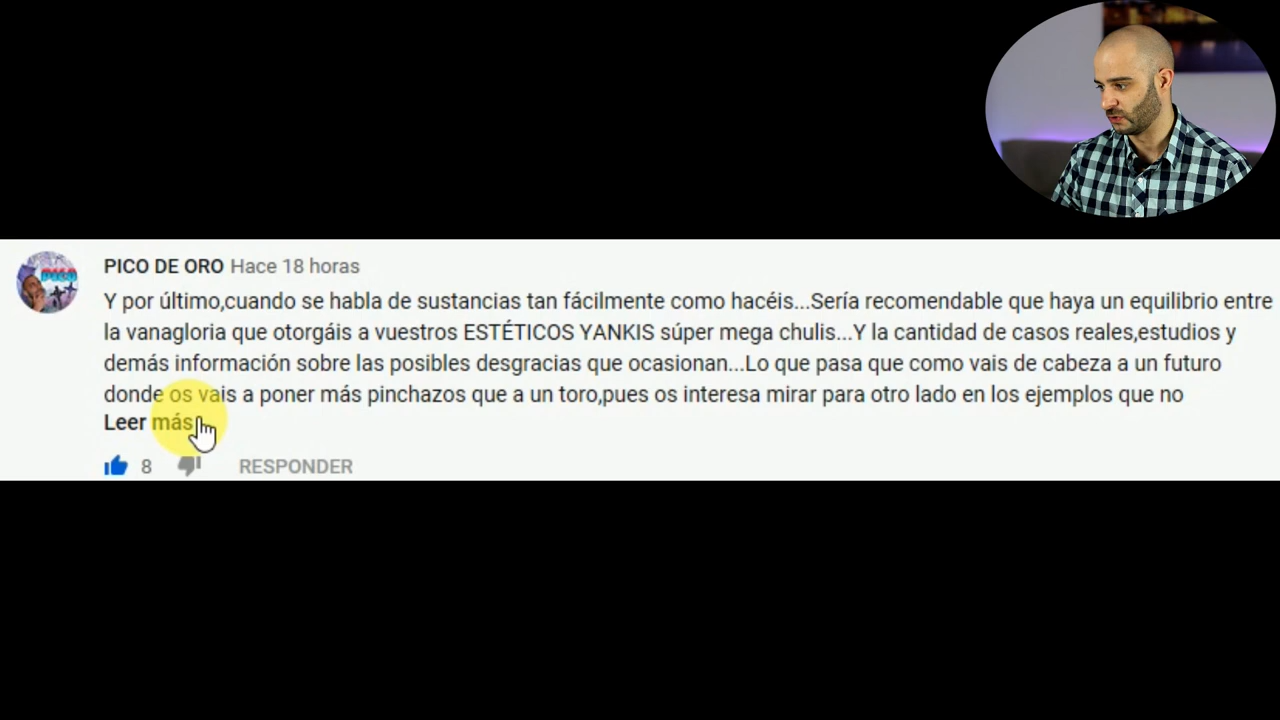 PICO DE ORO Hace 18 horas
Y por último,cuando se habla de sustancias tan fácilmente como hacéis...Sería recomendable que haya un equilibrio entre
la vanagloria que otorgáis a vuestros ESTÉTICOS YANKIS súper mega chulis...Y la cantidad de casos reales,estudios y
demás información sobre las posibles desgracias que ocasionan...Lo que pasa que como vais de cabeza a un futuro
donde os vais a poner más pinchazos que a un toro,pues os interesa mirar para otro lado en los ejemplos que no
Leer más
8 RESPONDER